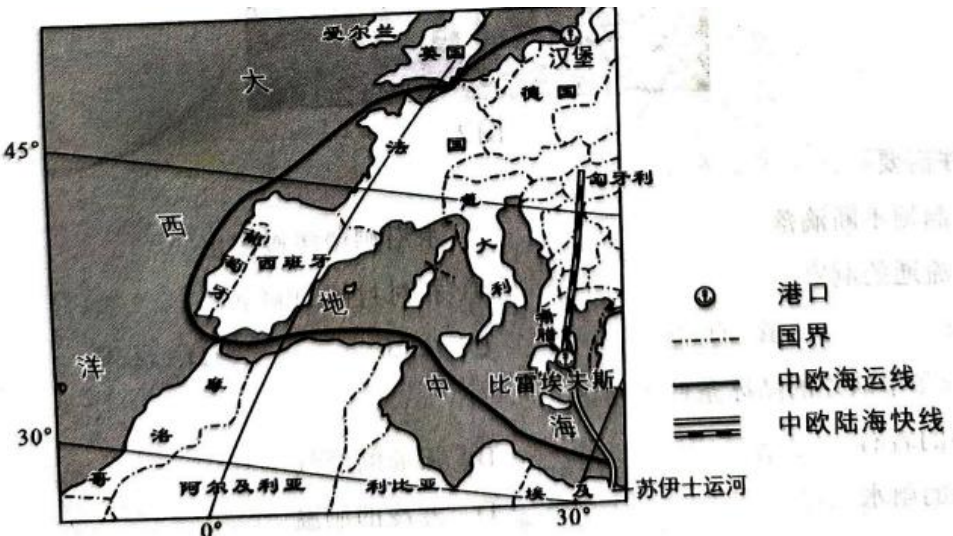 爱尔兰
英国
汉堡
大
德国
45°
法国
匈牙利
意
西
葡萄牙
西班牙
大
利
地
希腊
港口
国界
洋
摩
中
比雷埃夫斯
中欧海运线
洛
海
中欧陆海快线
30°
哥
阿尔及利亚
利比亚
埃及
苏伊士运河
0°
30°